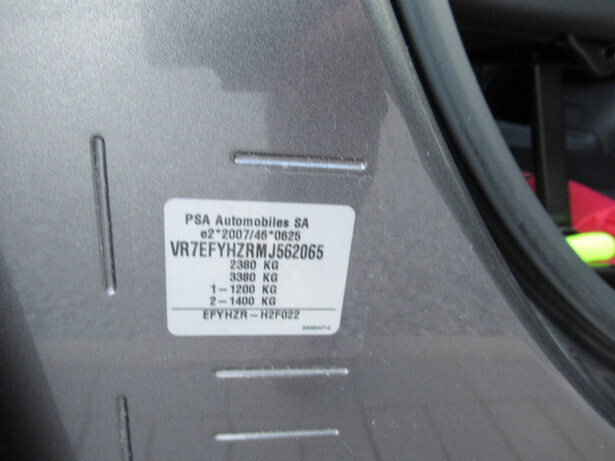 PSA Automobiles SA
e2*2007/46*0625
VR7EFYHZRMJ562065
2380 KG
3380 KG
1-1200 KG
2-1400 KG
EFYHZR-H2F022